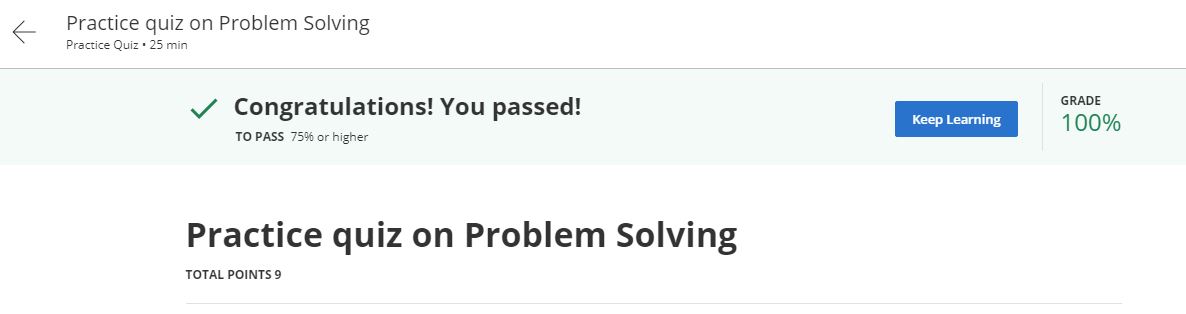 Practice quiz on Problem Solving
Practice Quiz • 25 min
Congratulations! You passed!
TO PASS 75% or higher
Keep Learning
GRADE
100%
Practice quiz on Problem Solving
TOTAL POINTS 9